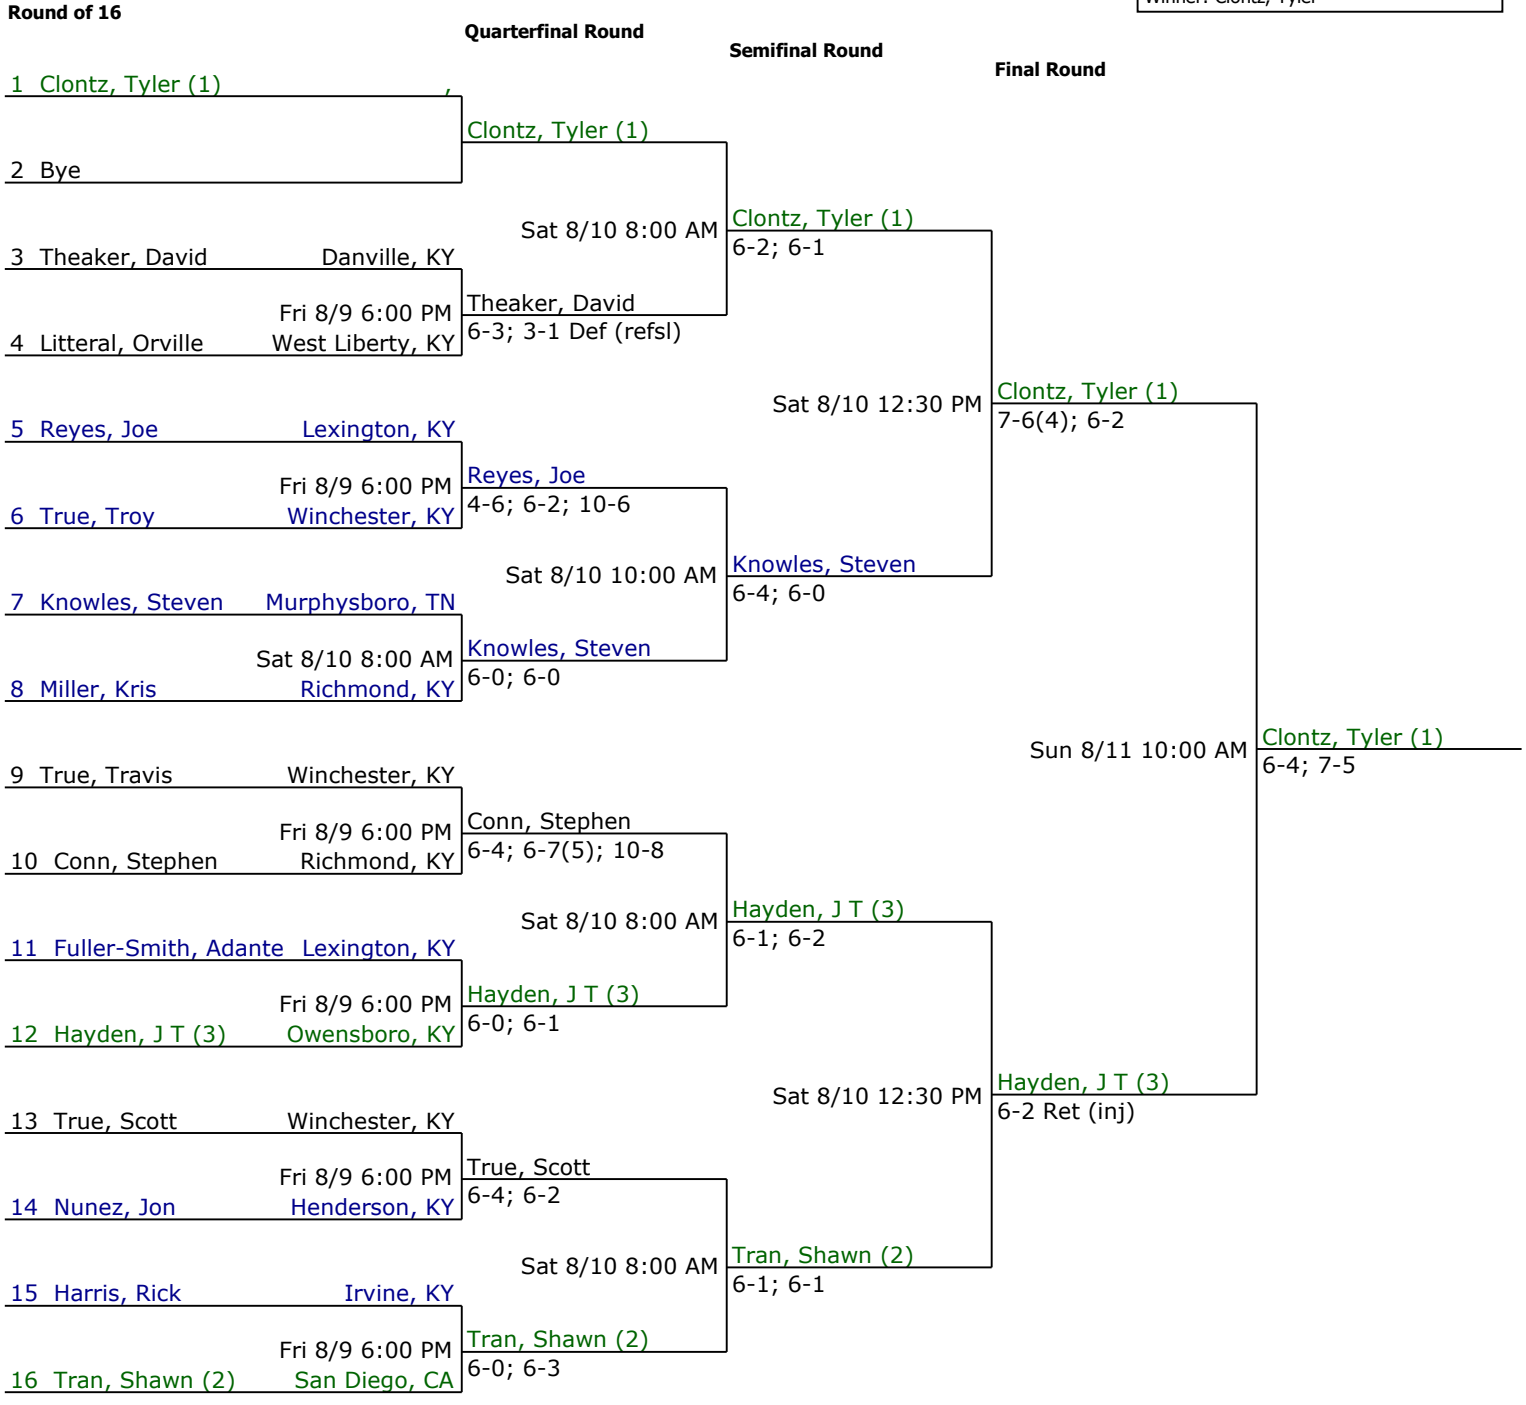 Winner: Clontz, Tyler
Round of 16
Quarterfinal Round
Semifinal Round
Final Round
1 Clontz, Tyler (1) ,
Clontz, Tyler (1)
2 Bye
Clontz, Tyler (1)
Sat 8/10 8:00 AM
6-2; 6-1
3 Theaker, David Danville, KY
Theaker, David
Fri 8/9 6:00 PM
6-3; 3-1 Def (refsl)
4 Litteral, Orville West Liberty, KY
Clontz, Tyler (1)
Sat 8/10 12:30 PM
7-6(4); 6-2
5 Reyes, Joe Lexington, KY
Reyes, Joe
Fri 8/9 6:00 PM
4-6; 6-2; 10-6
6 True, Troy Winchester, KY
Knowles, Steven
Sat 8/10 10:00 AM
6-4; 6-0
7 Knowles, Steven Murphysboro, TN
Knowles, Steven
Sat 8/10 8:00 AM
6-0; 6-0
8 Miller, Kris Richmond, KY
Clontz, Tyler (1)
Sun 8/11 10:00 AM
6-4; 7-5
9 True, Travis Winchester, KY
Conn, Stephen
Fri 8/9 6:00 PM
6-4; 6-7(5); 10-8
10 Conn, Stephen Richmond, KY
Hayden, J T (3)
Sat 8/10 8:00 AM
6-1; 6-2
11 Fuller-Smith, Adante Lexington, KY
Hayden, J T (3)
Fri 8/9 6:00 PM
6-0; 6-1
12 Hayden, J T (3) Owensboro, KY
Hayden, J T (3)
Sat 8/10 12:30 PM
6-2 Ret (inj)
13 True, Scott Winchester, KY
True, Scott
Fri 8/9 6:00 PM
6-4; 6-2
14 Nunez, Jon Henderson, KY
Tran, Shawn (2)
Sat 8/10 8:00 AM
6-1; 6-1
15 Harris, Rick Irvine, KY
Tran, Shawn (2)
Fri 8/9 6:00 PM
6-0; 6-3
16 Tran, Shawn (2) San Diego, CA